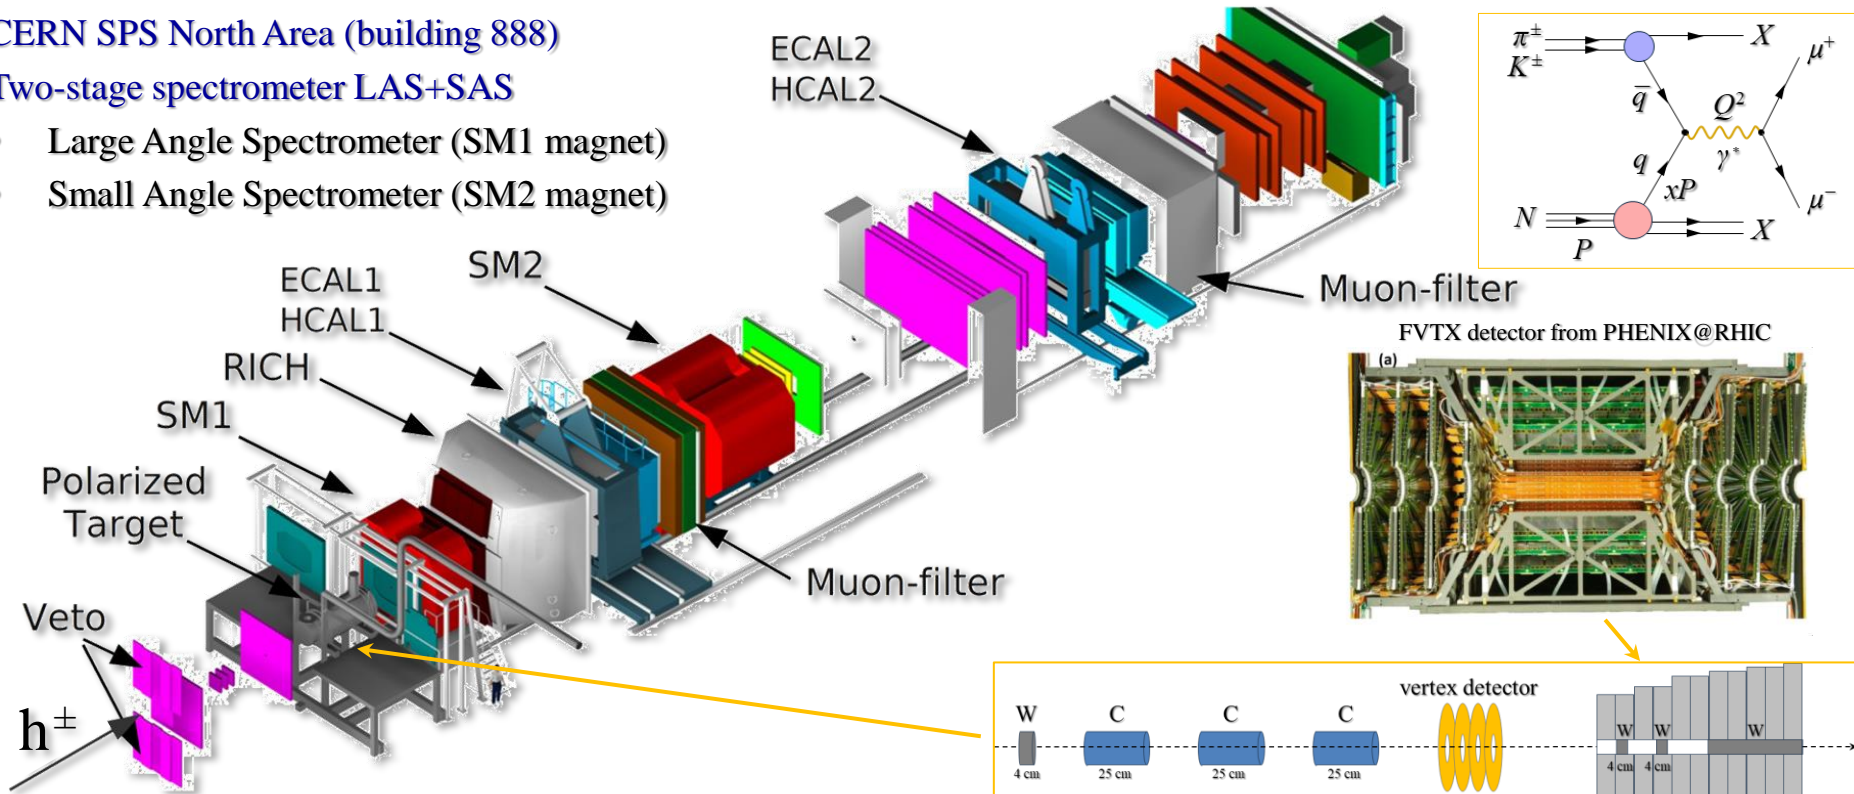 CERN SPS North Area (building 888)
Two-stage spectrometer LAS+SAS
Large Angle Spectrometer (SM1 magnet)
Small Angle Spectrometer (SM2 magnet)
ECAL2
HCAL2
Muon-filter
SM2
ECAL1
HCAL1
RICH
SM1
Polarized
Target
Veto
h±
Muon-filter
π±
K±
X
μ+
q̄
Q²
γ*
q
xP
μ−
N
P
X
FVTX detector from PHENIX@RHIC
(a)
vertex detector
W C C C
4 cm 25 cm 25 cm 25 cm
W W W
4 cm 4 cm